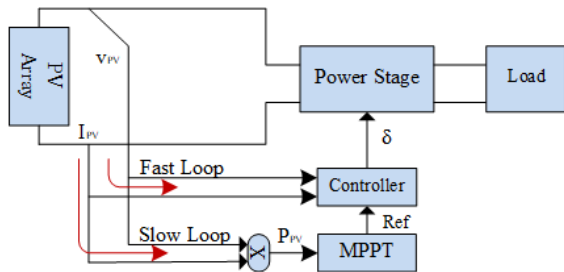 PV
Array
VPV
Power Stage
Load
IPV
δ
Fast Loop
Controller
Ref
Slow Loop
X
PPV
MPPT